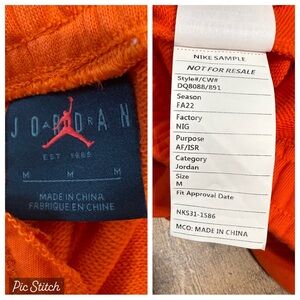 JORDAN
EST 1985
M M M
MADE IN CHINA
FABRIQUE EN CHINE
Pic Stitch
NIKE SAMPLE
NOT FOR RESALE
Style#/CW#
DQ8088/891
Season
FA22
Factory
NIG
Purpose
AF/ISR
Category
Jordan
Size
M
Fit Approval Date
NK531-1586
MCO: MADE IN CHINA